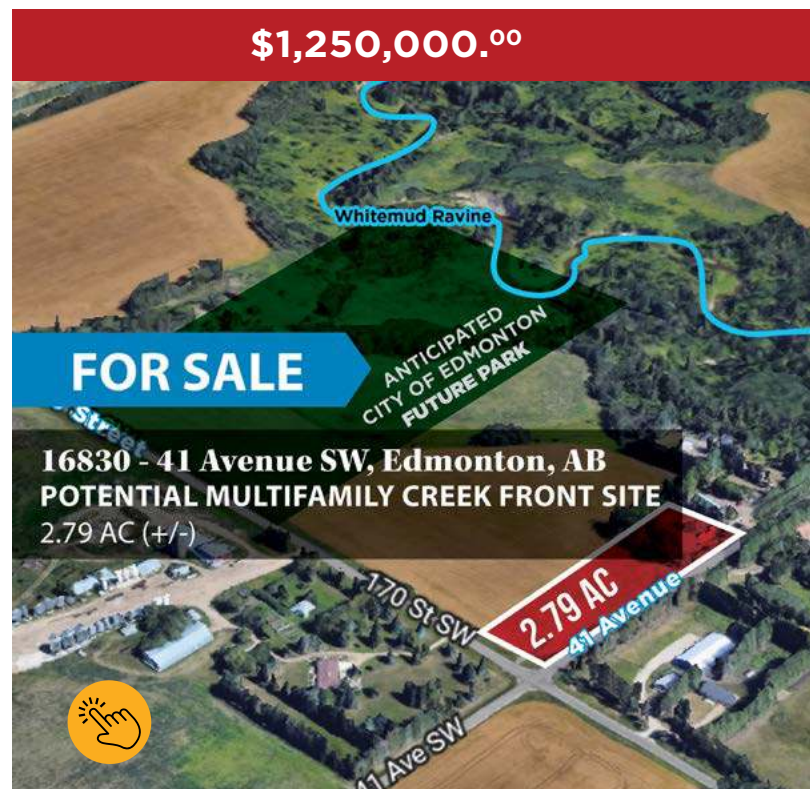 $1,250,000.⁰⁰
Whitemud Ravine
ANTICIPATED
CITY OF EDMONTON
FUTURE PARK
FOR SALE
Street
16830 - 41 Avenue SW, Edmonton, AB
POTENTIAL MULTIFAMILY CREEK FRONT SITE
2.79 AC (+/-)
170 St SW
2.79 AC
41 Avenue
41 Ave SW